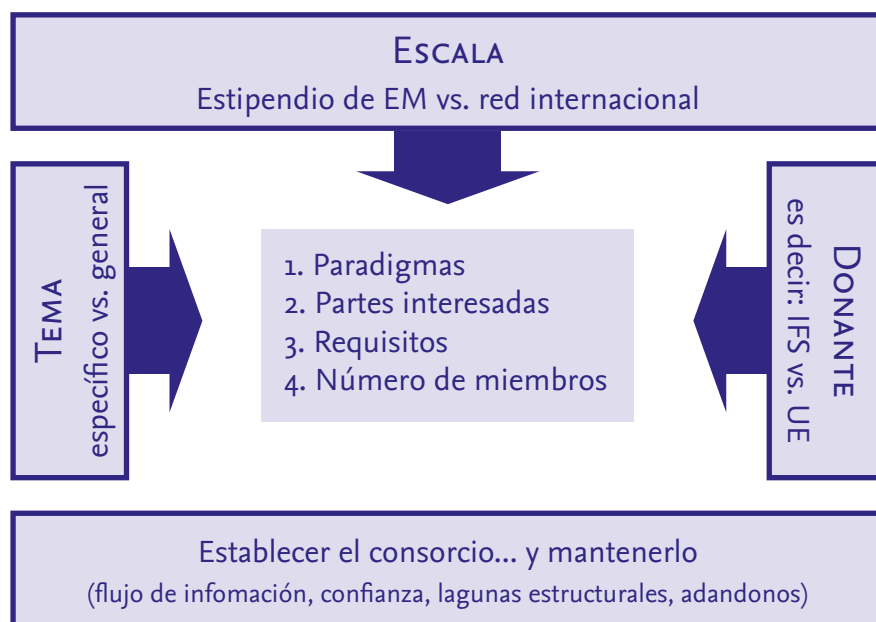 ESCALA
Estipendio de EM vs. red internacional
TEMA
específico vs. general
1. Paradigmas
2. Partes interesadas
3. Requisitos
4. Número de miembros
DONANTE
es decir: IFS vs. UE
Establecer el consorcio... y mantenerlo
(flujo de infomación, confianza, lagunas estructurales, adandonos)